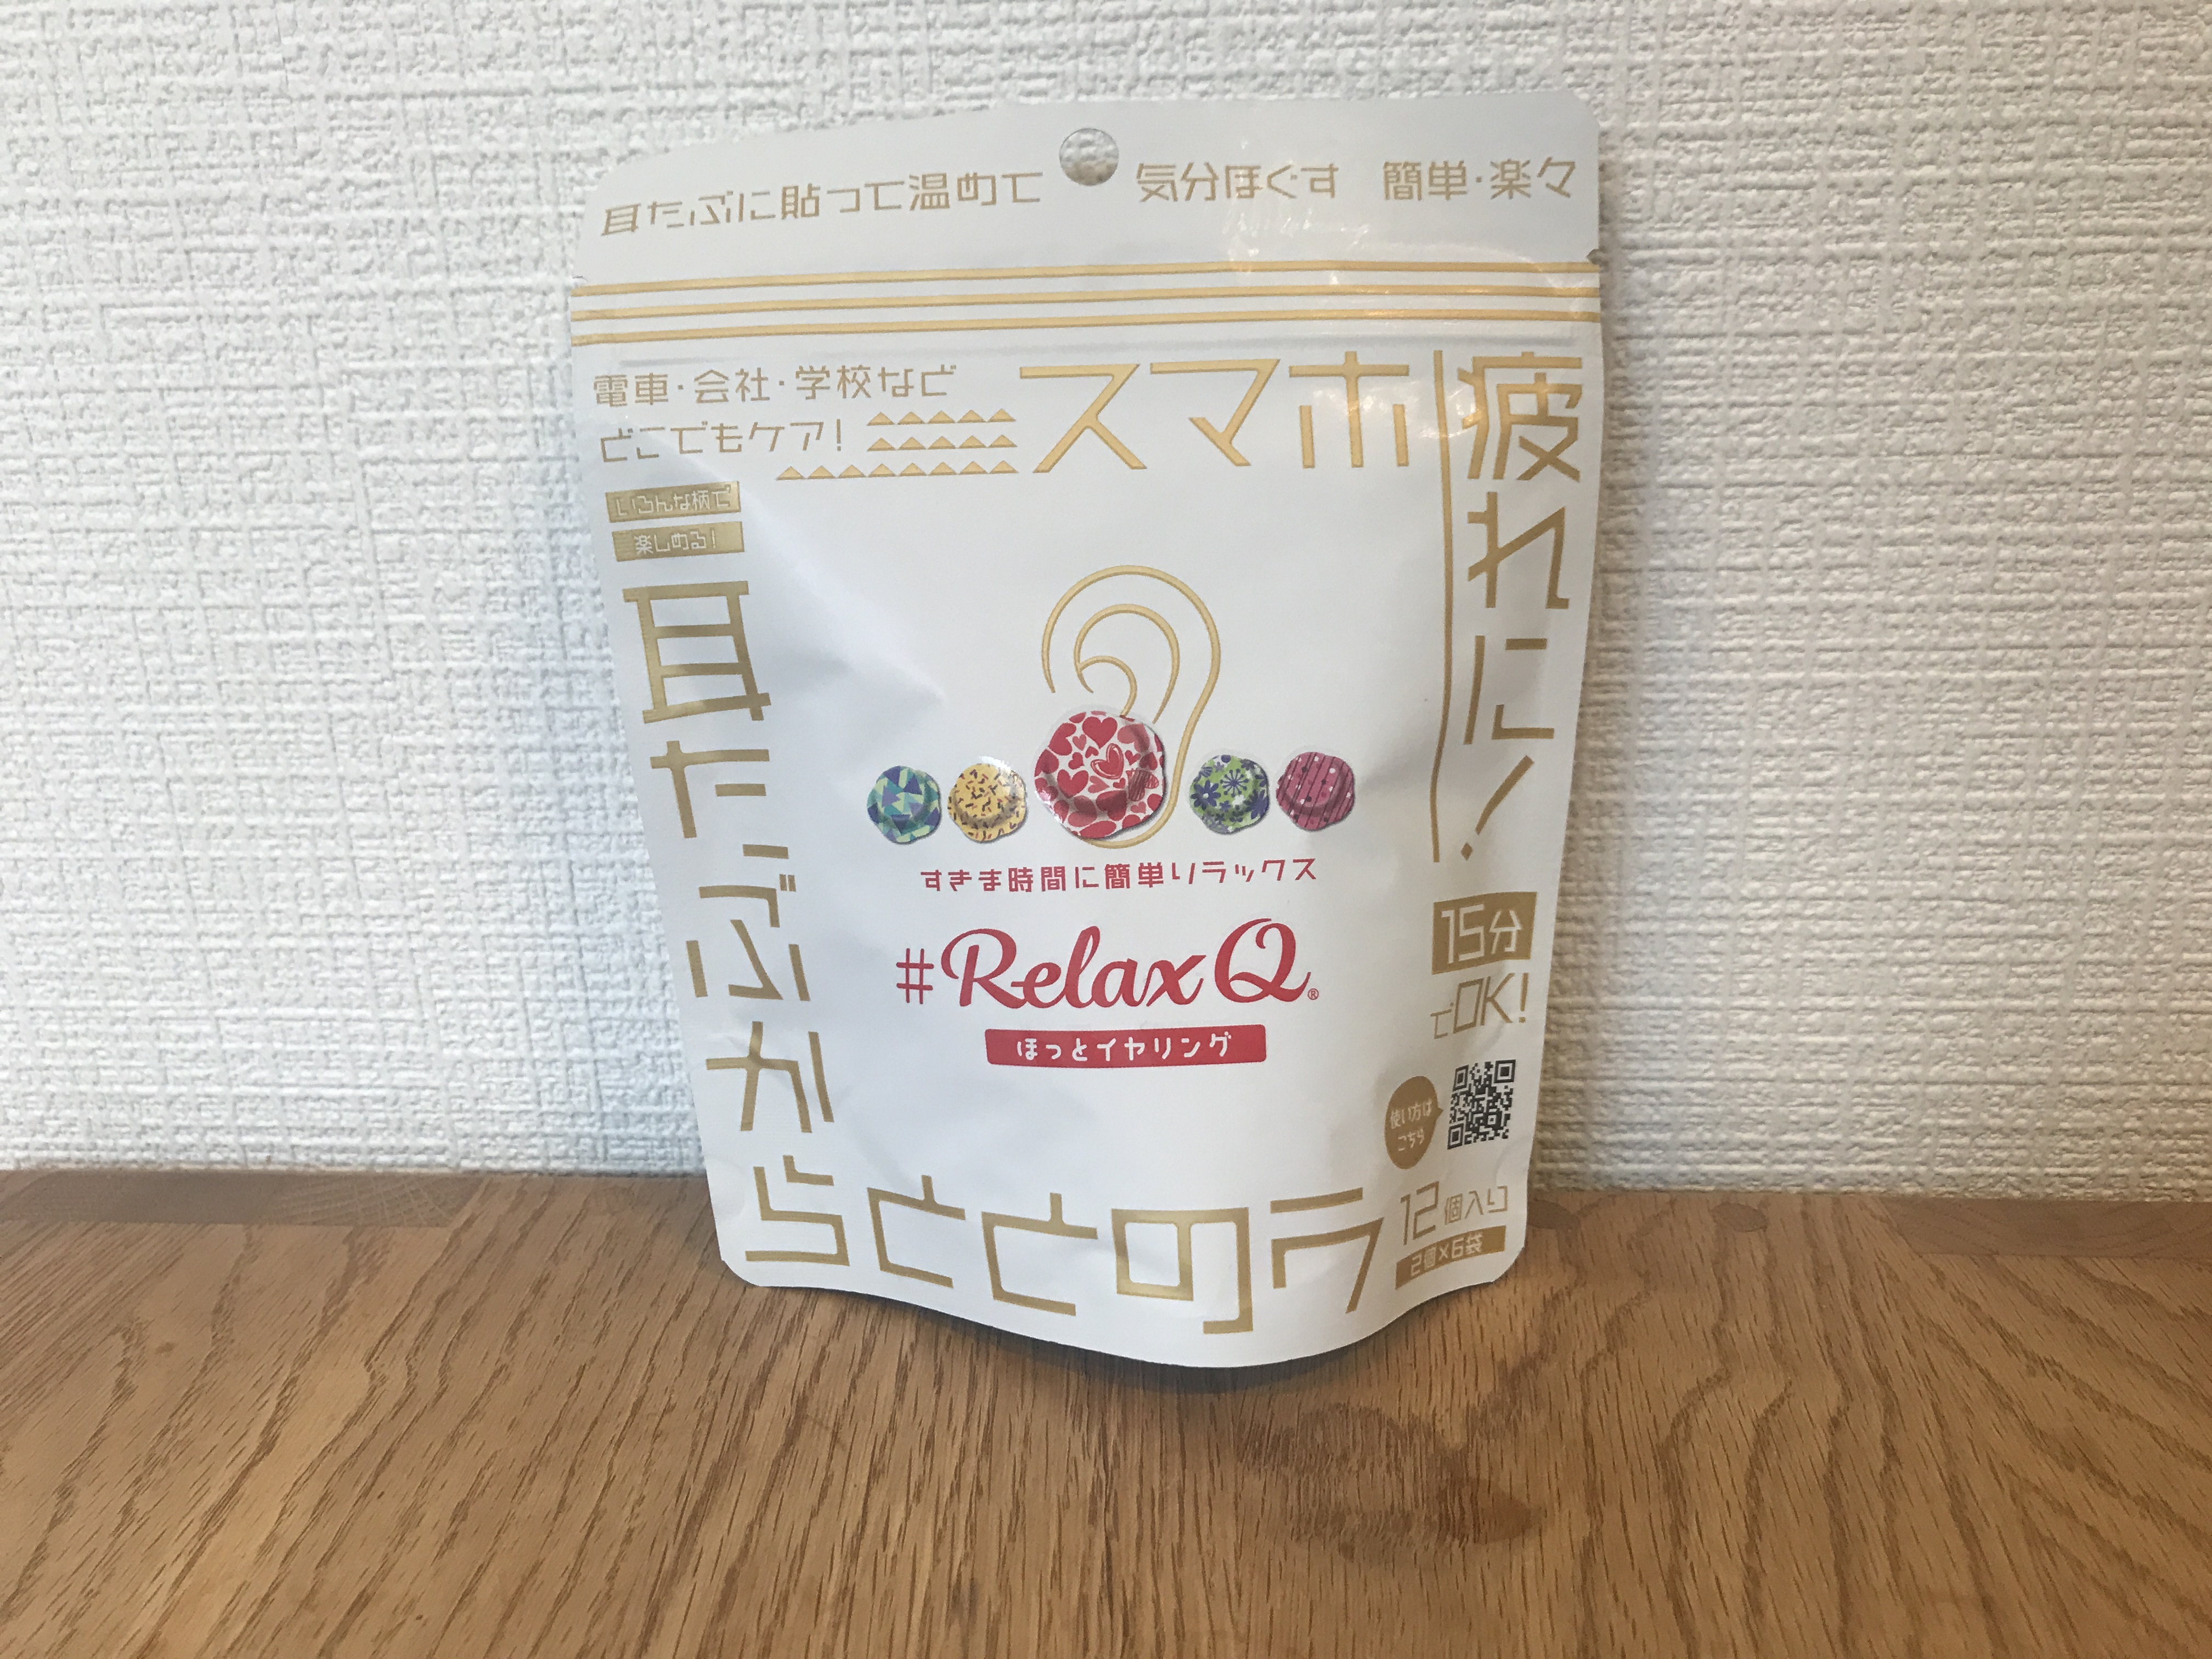 耳たぶに貼って温めて 気分ほぐす 簡単・楽々
電車・会社・学校など
どこでもケア!
スマホ
疲れに!
いろんな柄で
楽しめる!
耳たぶから
ととのう
すきま時間に簡単リラックス
#RelaxQ®
ほっとイヤリング
15分
でOK!
使い方は
こちら
12個入り
2個×6袋